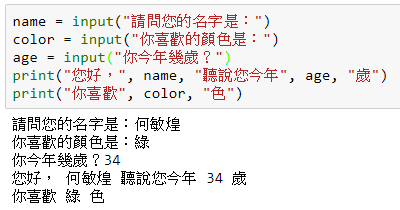 name = input("請問您的名字是：")
color = input("你喜歡的顏色是：")
age = input("你今年幾歲？")
print("您好，", name, "聽說您今年", age, "歲")
print("你喜歡", color, "色")
請問您的名字是：何敏煌
你喜歡的顏色是：綠
你今年幾歲？34
您好， 何敏煌 聽說您今年 34 歲
你喜歡 綠 色